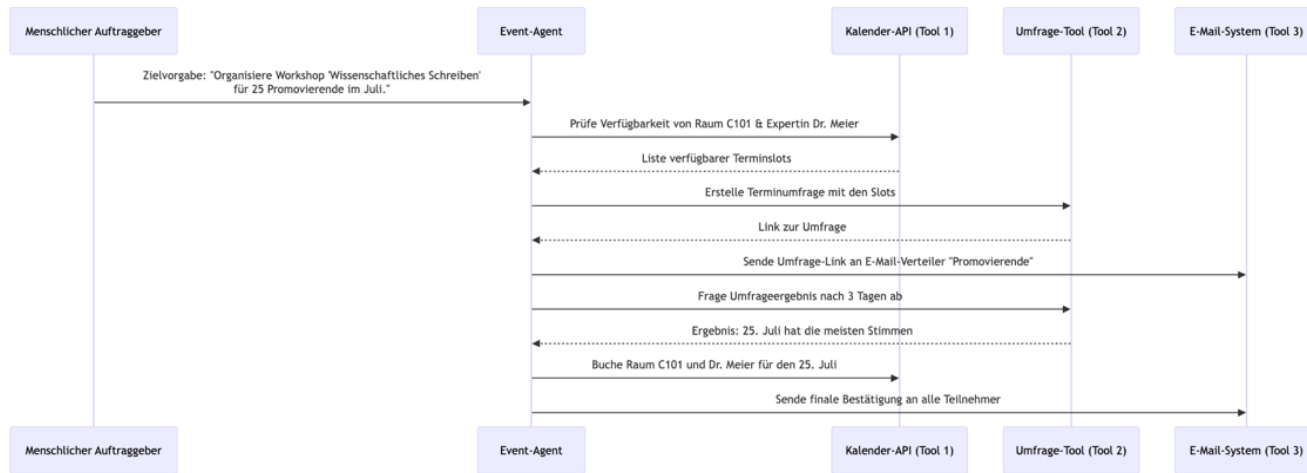 Menschlicher Auftraggeber
Event-Agent
Kalender-API (Tool 1)
Umfrage-Tool (Tool 2)
E-Mail-System (Tool 3)
Zielvorgabe: "Organisiere Workshop 'Wissenschaftliches Schreiben'
für 25 Promovierende im Juli."
Prüfe Verfügbarkeit von Raum C101 & Expertin Dr. Meier
Liste verfügbarer Terminslots
Erstelle Terminumfrage mit den Slots
Link zur Umfrage
Sende Umfrage-Link an E-Mail-Verteiler "Promovierende"
Frage Umfrageergebnis nach 3 Tagen ab
Ergebnis: 25. Juli hat die meisten Stimmen
Buche Raum C101 und Dr. Meier für den 25. Juli
Sende finale Bestätigung an alle Teilnehmer
Menschlicher Auftraggeber
Event-Agent
Kalender-API (Tool 1)
Umfrage-Tool (Tool 2)
E-Mail-System (Tool 3)